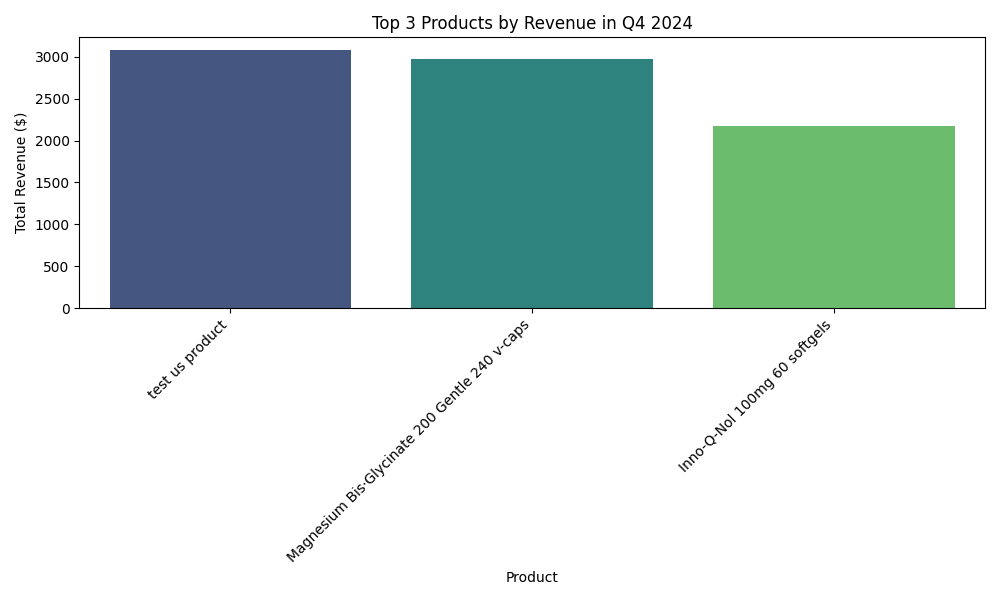 Top 3 Products by Revenue in Q4 2024
Total Revenue ($)
3000
2500
2000
1500
1000
500
0
test us product
Magnesium Bis-Glycinate 200 Gentle 240 v-caps
Inno-Q-Nol 100mg 60 softgels
Product